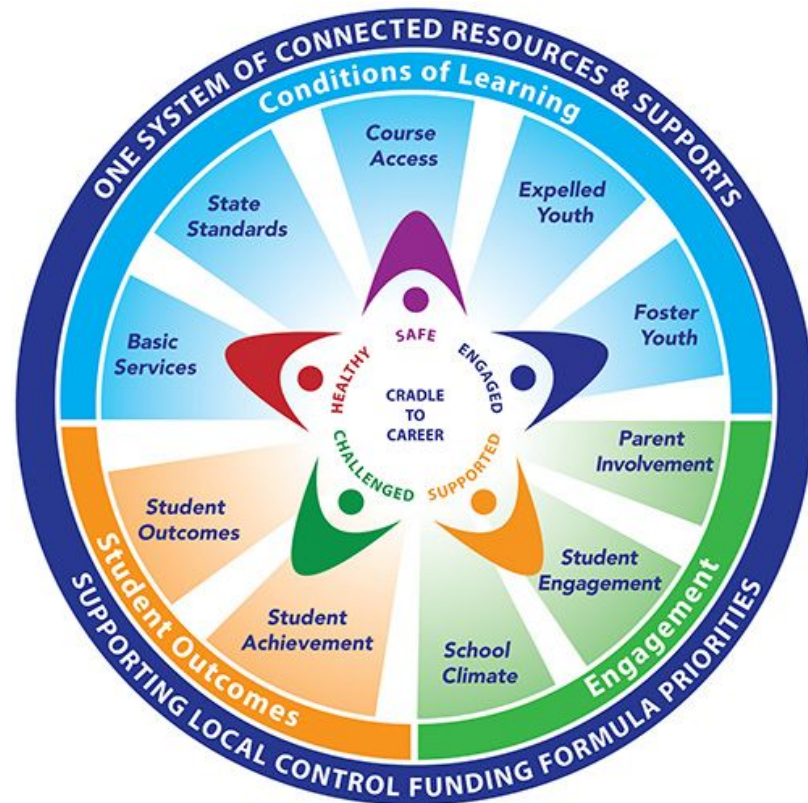 ONE SYSTEM OF CONNECTED RESOURCES & SUPPORTS
Conditions of Learning
Course
Access
State
Standards
Expelled
Youth
Basic
Services
Foster
Youth
SAFE
HEALTHY
ENGAGED
CRADLE
TO
CAREER
CHALLENGED
SUPPORTED
Parent
Involvement
Student
Outcomes
Student
Engagement
Student
Achievement
School
Climate
Student Outcomes
Engagement
SUPPORTING LOCAL CONTROL FUNDING FORMULA PRIORITIES